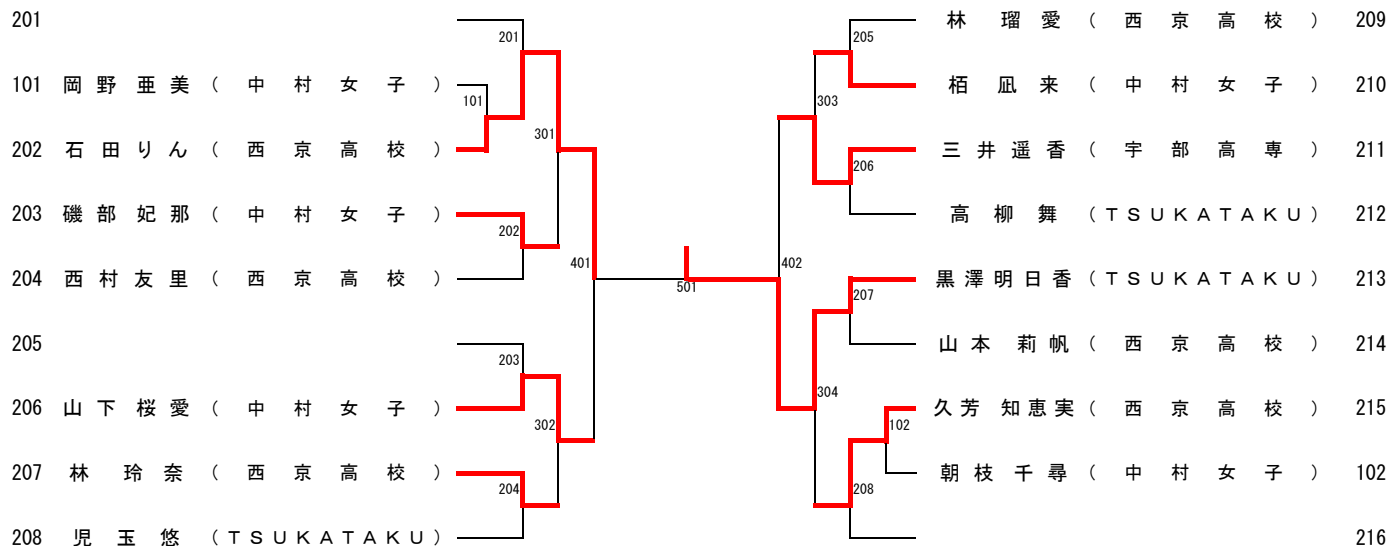 201
101 岡野亜美 (中村女子)
202 石田りん (西京高校)
203 磯部妃那 (中村女子)
204 西村友里 (西京高校)
205
206 山下桜愛 (中村女子)
207 林 玲奈 (西京高校)
208 児玉悠 (TSUKATAKU)
201
101
301
202
401
203
302
204
501
402
205
303
206
207
304
102
208
林 瑠愛 (西京高校) 209
栢凪来 (中村女子) 210
三井遥香 (宇部高専) 211
高柳舞 (TSUKATAKU) 212
黒澤明日香 (TSUKATAKU) 213
山本 莉帆 (西京高校) 214
久芳 知恵実 (西京高校) 215
朝枝千尋 (中村女子) 102
216